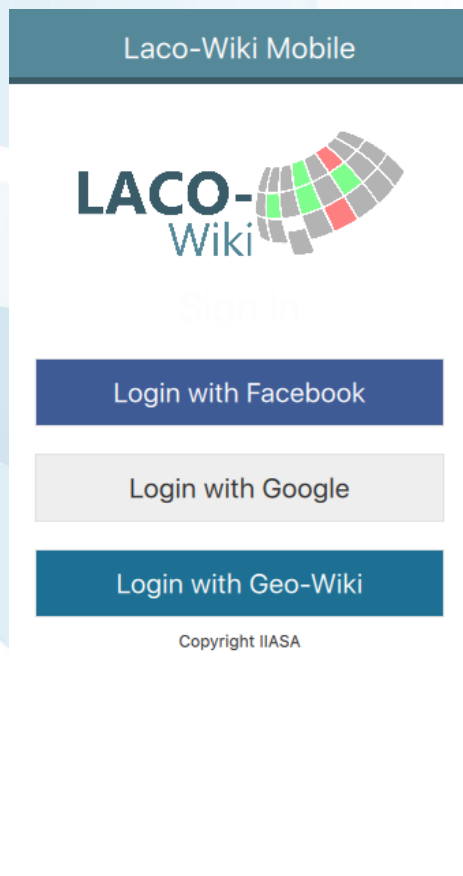 Laco-Wiki Mobile
LACO-
Wiki
Sign In
Login with Facebook
Login with Google
Login with Geo-Wiki
Copyright IIASA